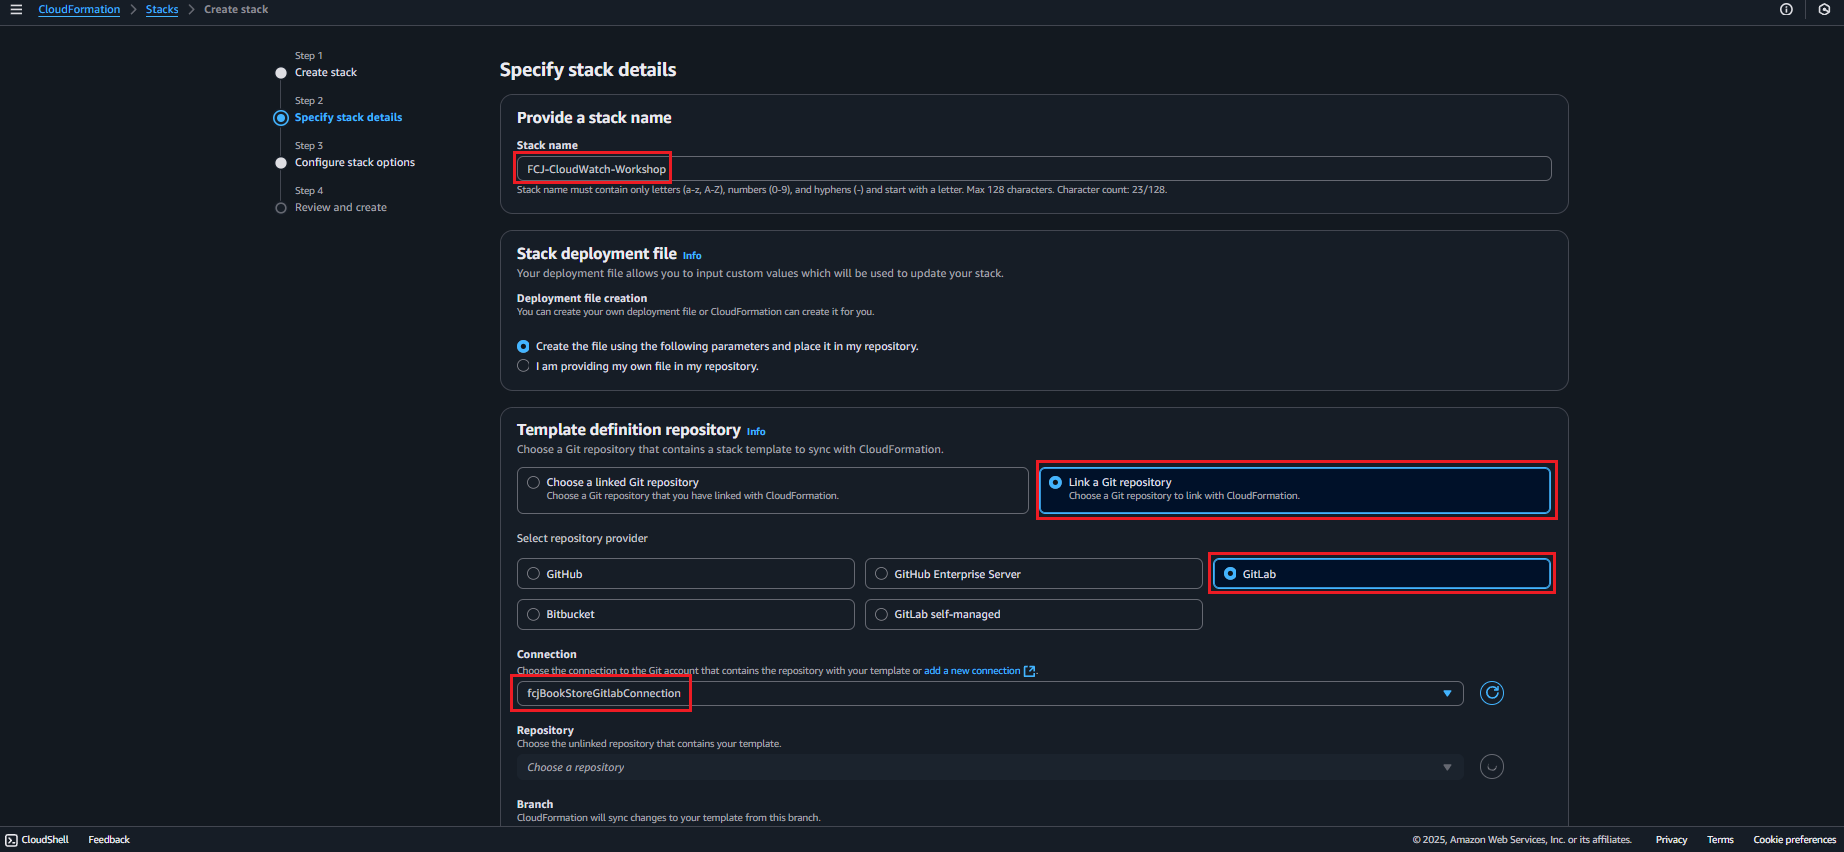 CloudFormation > Stacks > Create stack
Step 1
Create stack
Step 2
Specify stack details
Step 3
Configure stack options
Step 4
Review and create
Specify stack details
Provide a stack name
Stack name
FCJ-CloudWatch-Workshop
Stack name must contain only letters (a-z, A-Z), numbers (0-9), and hyphens (-) and start with a letter. Max 128 characters. Character count: 23/128.
Stack deployment file Info
Your deployment file allows you to input custom values which will be used to update your stack.
Deployment file creation
You can create your own deployment file or CloudFormation can create it for you.
Create the file using the following parameters and place it in my repository.
I am providing my own file in my repository.
Template definition repository Info
Choose a Git repository that contains a stack template to sync with CloudFormation.
Choose a linked Git repository
Choose a Git repository that you have linked with CloudFormation.
Link a Git repository
Choose a Git repository to link with CloudFormation.
Select repository provider
GitHub
GitHub Enterprise Server
GitLab
Bitbucket
GitLab self-managed
Connection
Choose the connection to the Git account that contains the repository with your template or add a new connection.
fcjBookStoreGitlabConnection
Repository
Choose the unlinked repository that contains your template.
Choose a repository
Branch
CloudFormation will sync changes to your template from this branch.
CloudShell Feedback © 2025, Amazon Web Services, Inc. or its affiliates. Privacy Terms Cookie preferences